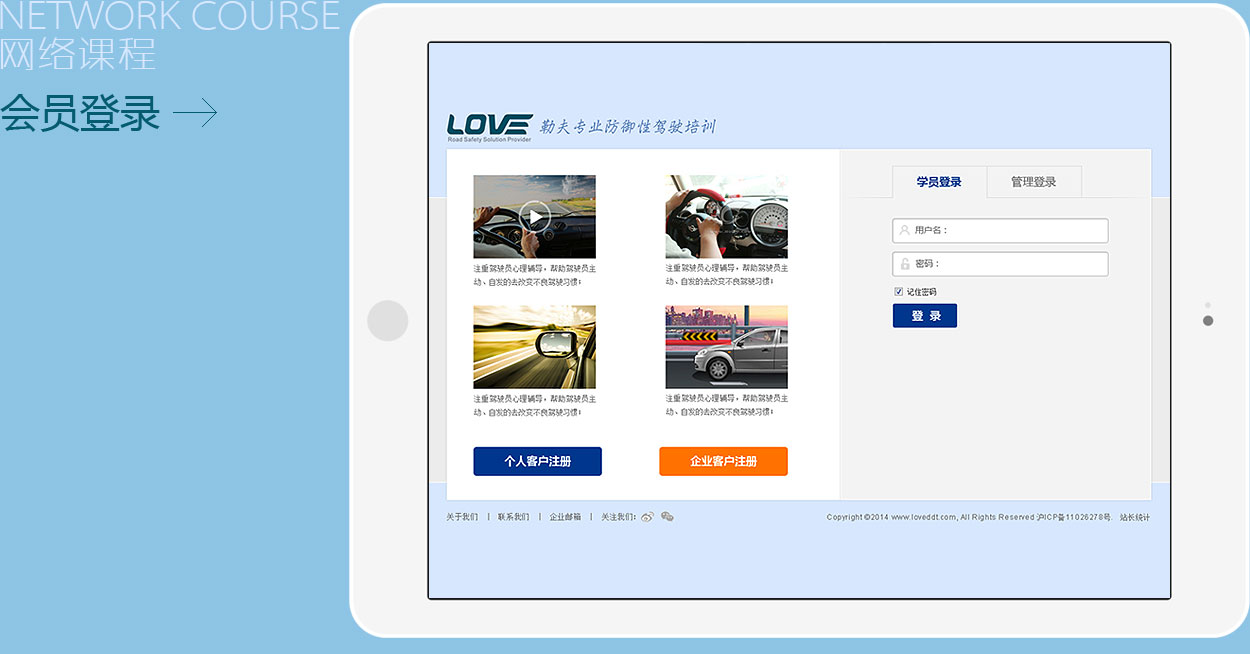 NETWORK COURSE
网络课程
会员登录
LOVE 勒夫专业防御性驾驶培训
Road Safety Solution Provider
学员登录 管理登录
用户名：
密码：
记住密码
登 录
注重驾驶员心理辅导，帮助驾驶员主
动、自发的去改变不良驾驶习惯！
注重驾驶员心理辅导，帮助驾驶员主
动、自发的去改变不良驾驶习惯！
注重驾驶员心理辅导，帮助驾驶员主
动、自发的去改变不良驾驶习惯！
注重驾驶员心理辅导，帮助驾驶员主
动、自发的去改变不良驾驶习惯！
个人客户注册 企业客户注册
关于我们 | 联系我们 | 企业邮箱 | 关注我们：
Copyright ©2014 www.loveddt.com, All Rights Reserved 沪ICP备11026278号. 站长统计